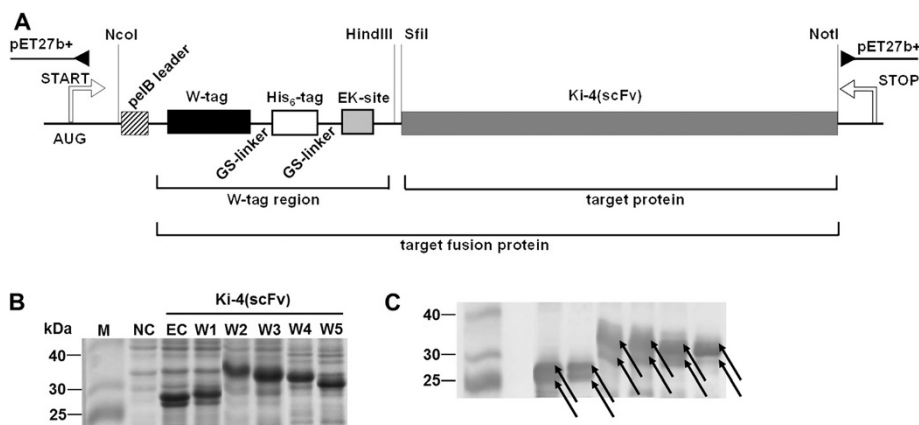 A
pET27b+ NcoI HindIII SfiI NotI pET27b+
START pelB leader W-tag His6-tag EK-site Ki-4(scFv) STOP
AUG GS-linker GS-linker
W-tag region target protein
target fusion protein
B Ki-4(scFv)
kDa M NC EC W1 W2 W3 W4 W5
40
30
25
C
40
30
25